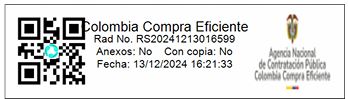 Colombia Compra Eficiente
Rad No. RS20241213016599
Anexos: No Con copia: No
Fecha: 13/12/2024 16:21:33
Agencia Nacional
de Contratación Pública
Colombia Compra Eficiente